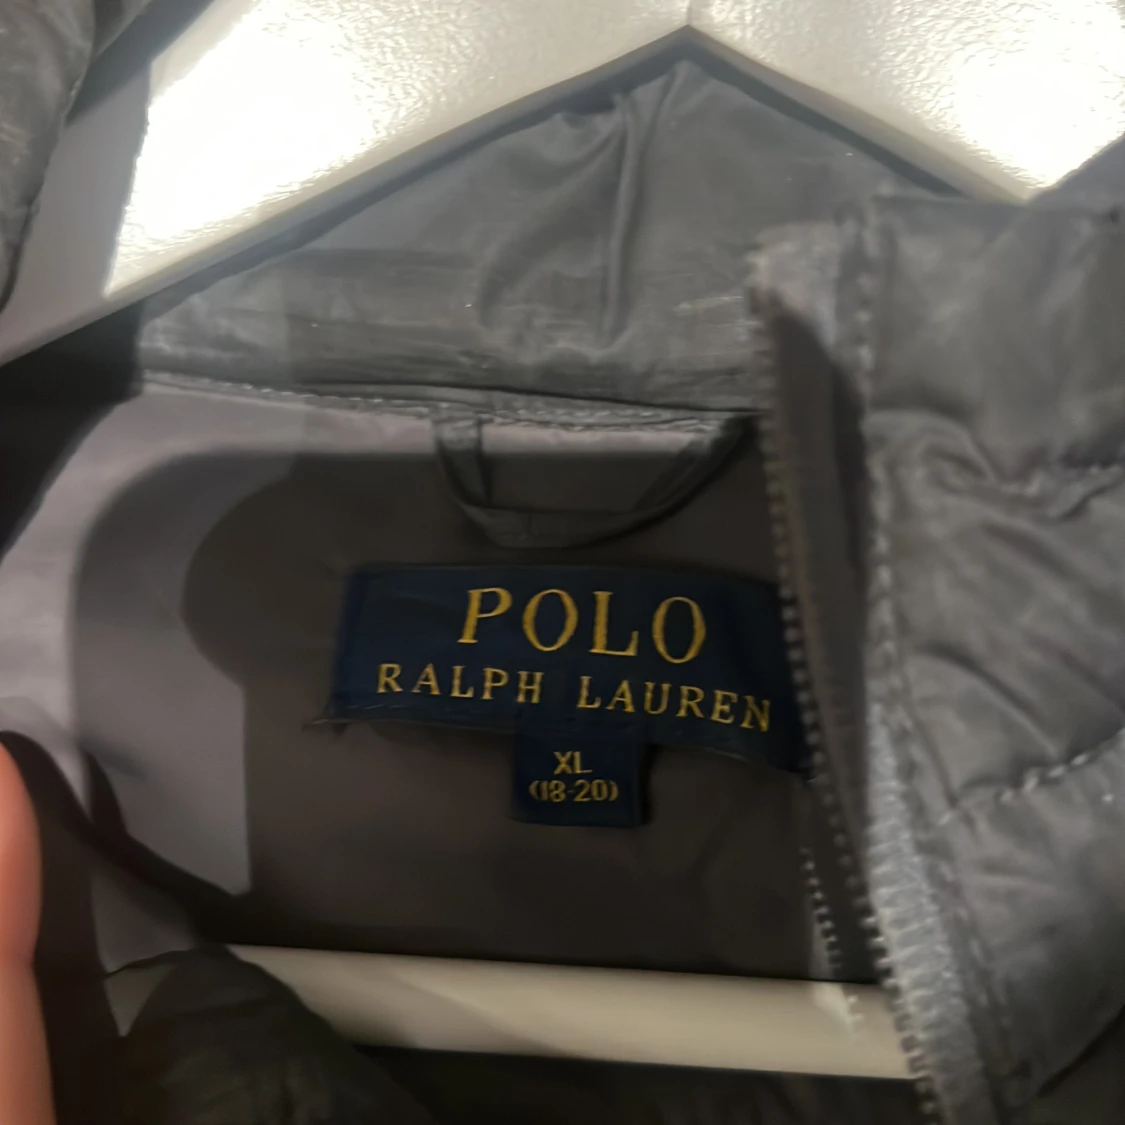 POLO
RALPH LAUREN
XL
(18-20)